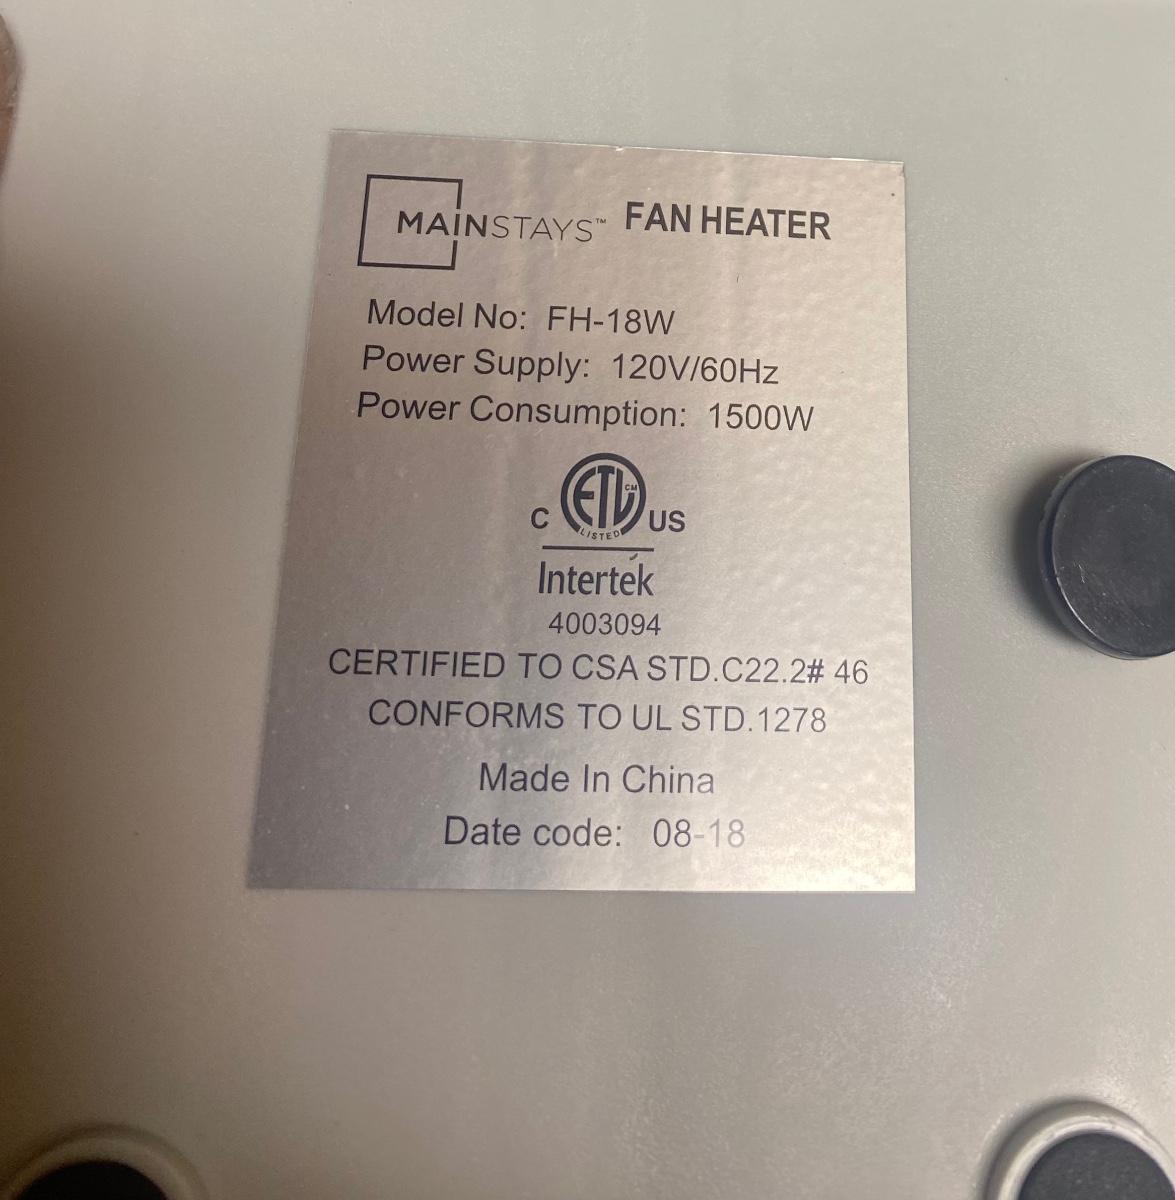 MAINSTAYS™ FAN HEATER
Model No: FH-18W
Power Supply: 120V/60Hz
Power Consumption: 1500W
C ETL CM US
LISTED
Intertek
4003094
CERTIFIED TO CSA STD.C22.2# 46
CONFORMS TO UL STD.1278
Made In China
Date code: 08-18